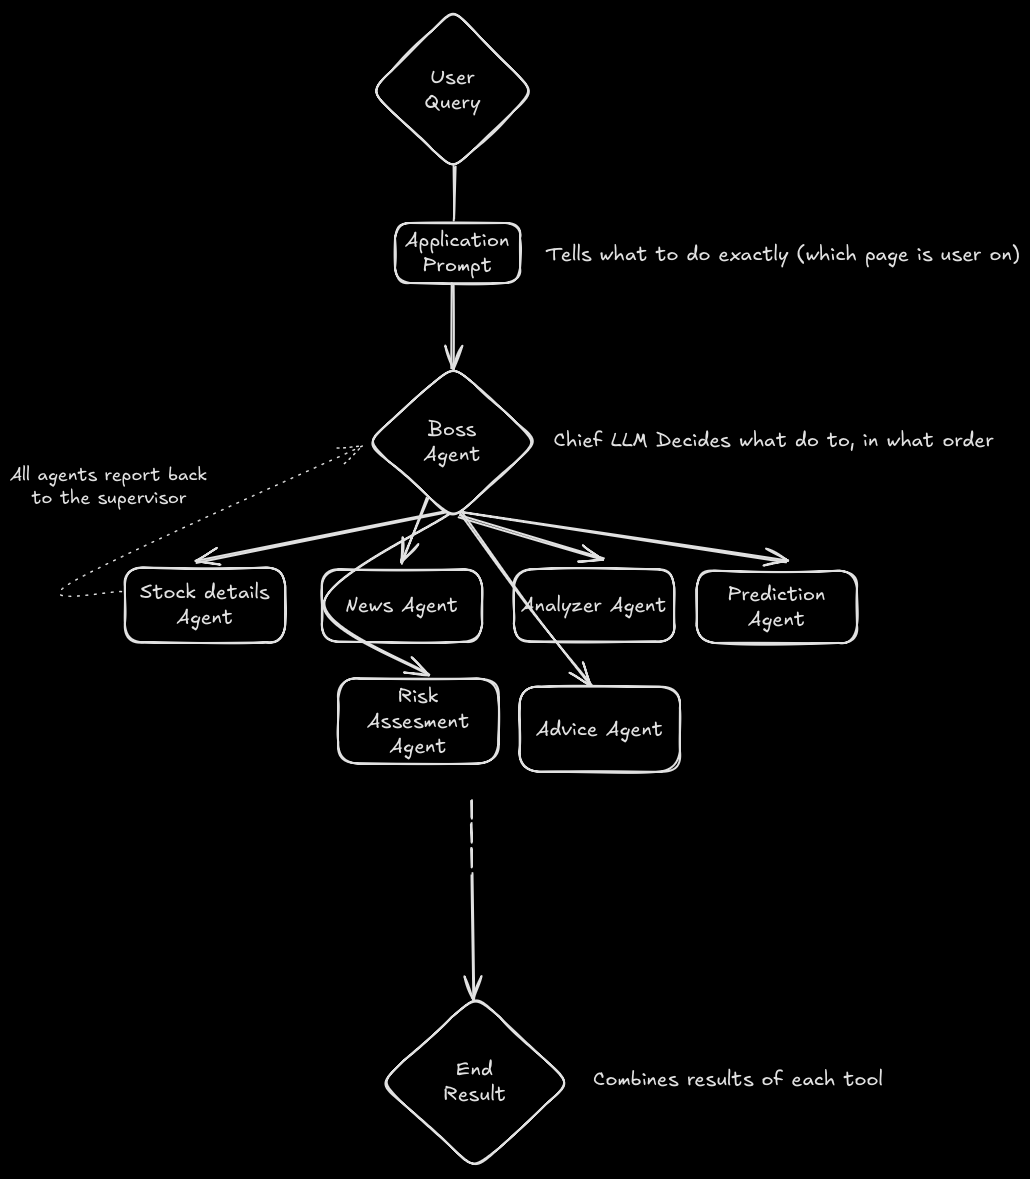 User
Query
Application
Prompt
Tells what to do exactly (which page is user on)
Boss
Agent
Chief LLM Decides what do to, in what order
All agents report back
to the supervisor
Stock details
Agent
News Agent
Analyzer Agent
Prediction
Agent
Risk
Assesment
Agent
Advice Agent
End
Result
Combines results of each tool